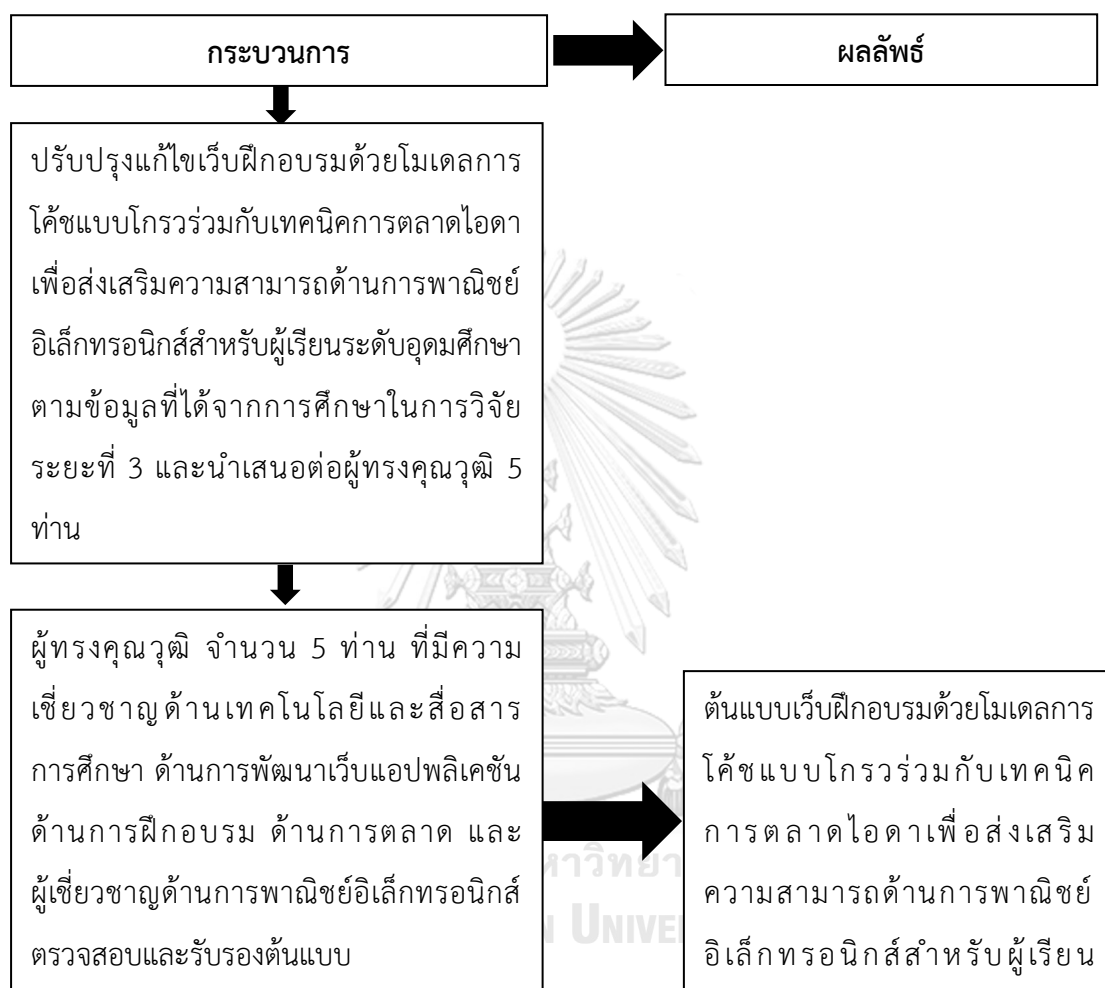 กระบวนการ
ผลลัพธ์
ปรับปรุงแก้ไขเว็บฝึกอบรมด้วยโมเดลการ
โค้ชแบบโกรวร่วมกับเทคนิคการตลาดไอดา
เพื่อส่งเสริมความสามารถด้านการพาณิชย์
อิเล็กทรอนิกส์สำหรับผู้เรียนระดับอุดมศึกษา
ตามข้อมูลที่ได้จากการศึกษาในการวิจัย
ระยะที่ 3 และนำเสนอต่อผู้ทรงคุณวุฒิ 5
ท่าน
ผู้ทรงคุณวุฒิ จำนวน 5 ท่าน ที่มีความ
เชี่ยวชาญด้านเทคโนโลยีและสื่อสาร
การศึกษา ด้านการพัฒนาเว็บแอปพลิเคชัน
ด้านการฝึกอบรม ด้านการตลาด และ
ผู้เชี่ยวชาญด้านการพาณิชย์อิเล็กทรอนิกส์
ตรวจสอบและรับรองต้นแบบ
ต้นแบบเว็บฝึกอบรมด้วยโมเดลการ
โค้ชแบบโกรวร่วมกับเทคนิค
การตลาดไอดาเพื่อส่งเสริม
ความสามารถด้านการพาณิชย์
อิเล็กทรอนิกส์สำหรับผู้เรียน